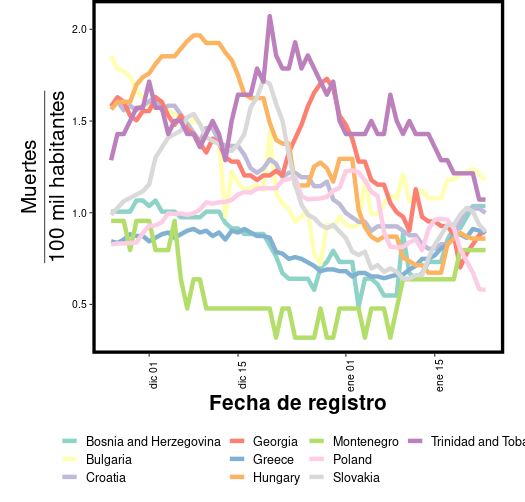 2.0
1.5
1.0
0.5
Muertes
100 mil habitantes
dic 01
dic 15
ene 01
ene 15
Fecha de registro
Bosnia and Herzegovina
Georgia
Montenegro
Trinidad and Toba
Bulgaria
Greece
Poland
Croatia
Hungary
Slovakia